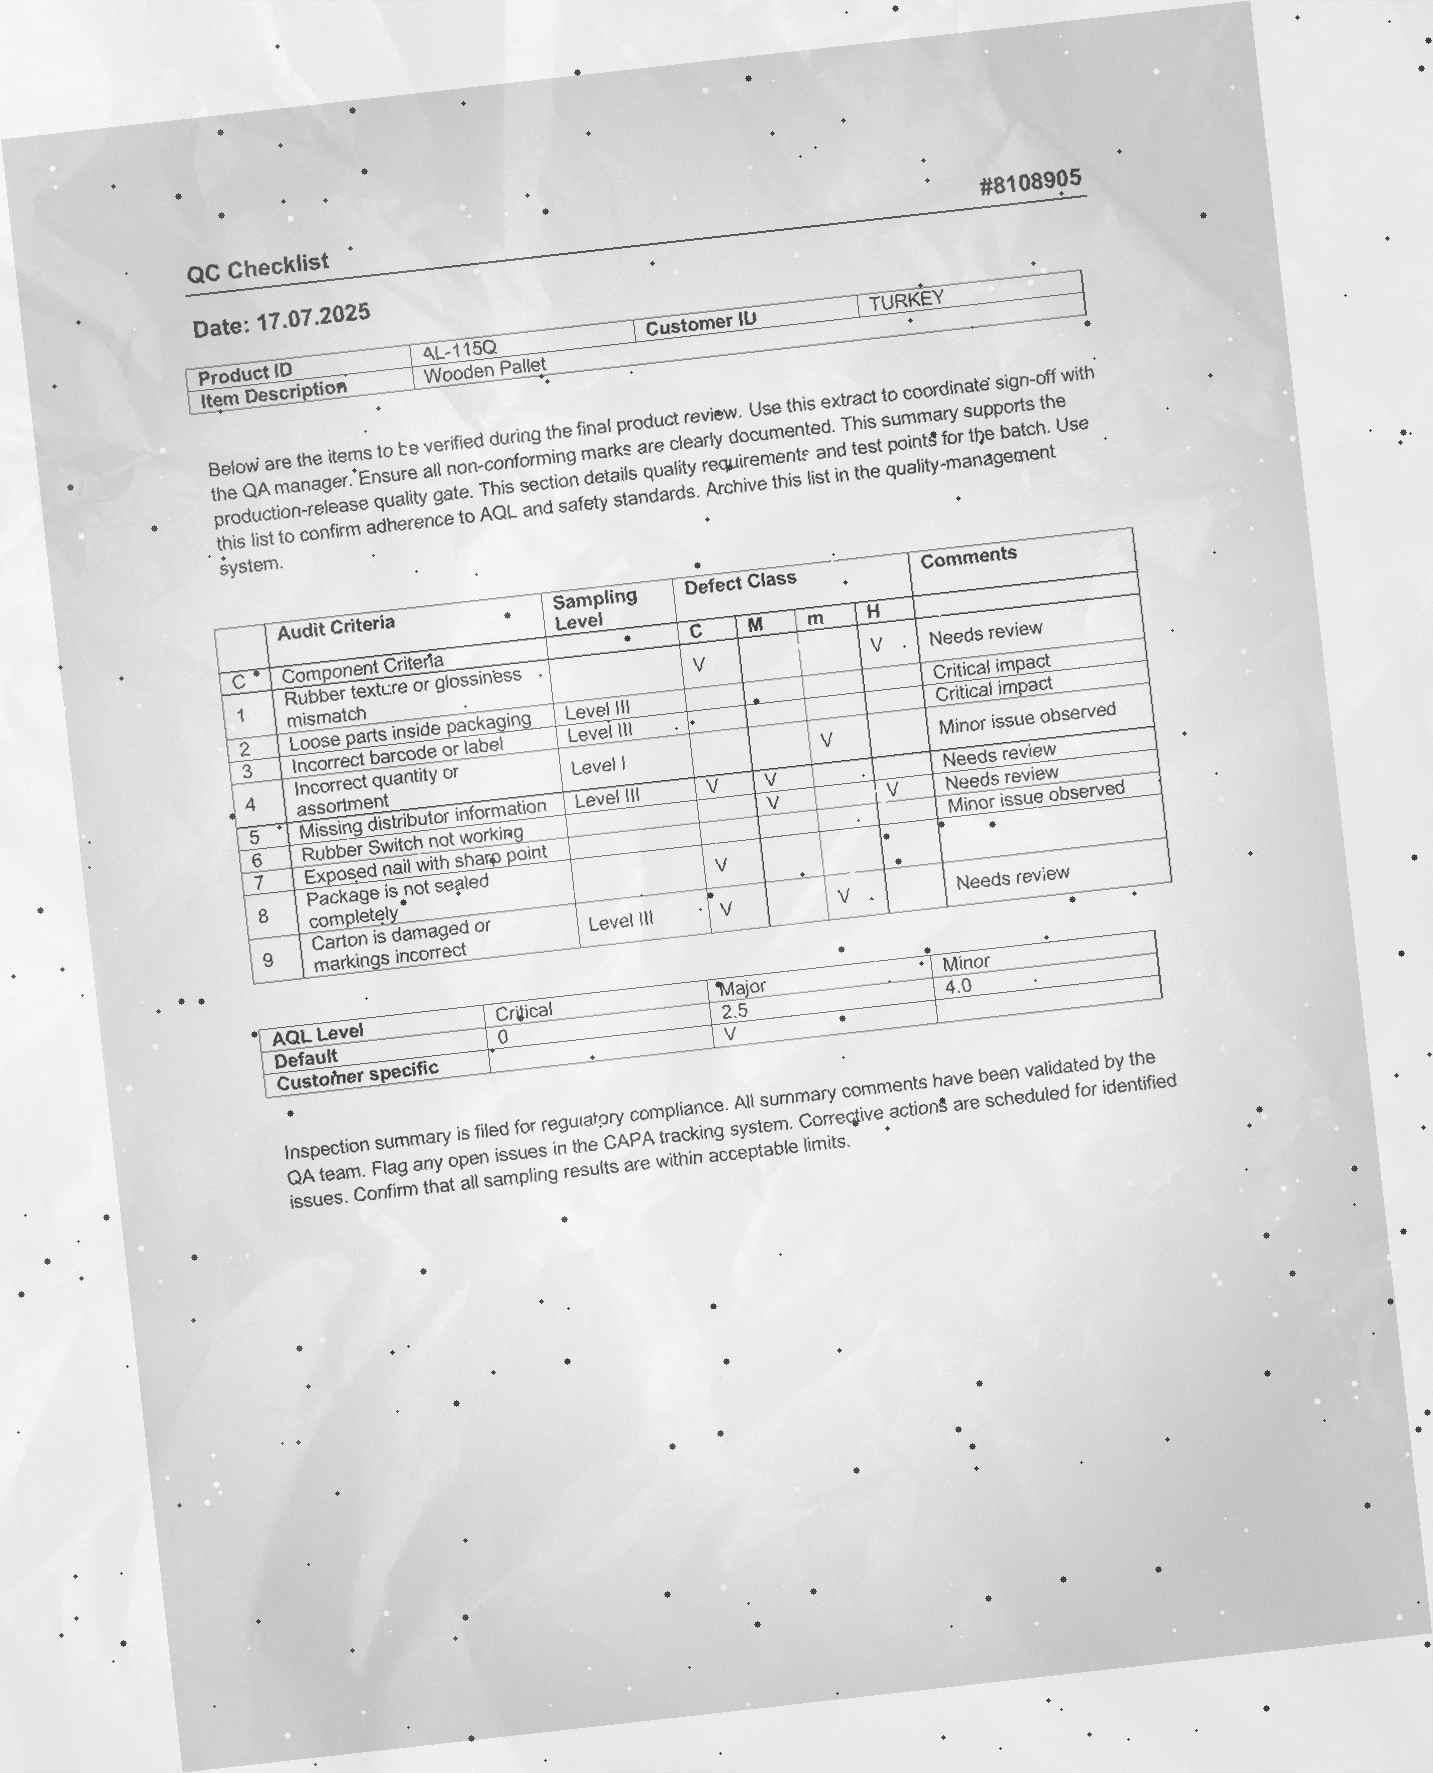 #8108905
QC Checklist
Date: 17.07.2025
Product ID AL-115Q Customer ID TURKEY
Item Description Wooden Pallet
Below are the items to be verified during the final product review. Use this extract to coordinate sign-off with
the QA manager. Ensure all non-conforming marks are clearly documented. This summary supports the
production-release quality gate. This section details quality requirements and test points for the batch. Use
this list to confirm adherence to AQL and safety standards. Archive this list in the quality-management
system.
Audit Criteria Sampling Level Defect Class Comments
C Component Criteria C M m H
1 Rubber texture or glossiness mismatch V V Needs review
2 Loose parts inside packaging Level III Critical impact
3 Incorrect barcode or label Level III Critical impact
4 Incorrect quantity or assortment Level I V Minor issue observed
5 Missing distributor information Level III V V Needs review
6 Rubber Switch not working V V Needs review
7 Exposed nail with sharp point Minor issue observed
8 Package is not sealed completely V
9 Carton is damaged or markings incorrect Level III V V Needs review
AQL Level Critical Major Minor
Default 0 2.5 4.0
Customer specific V
Inspection summary is filed for regulatory compliance. All summary comments have been validated by the
QA team. Flag any open issues in the CAPA tracking system. Corrective actions are scheduled for identified
issues. Confirm that all sampling results are within acceptable limits.